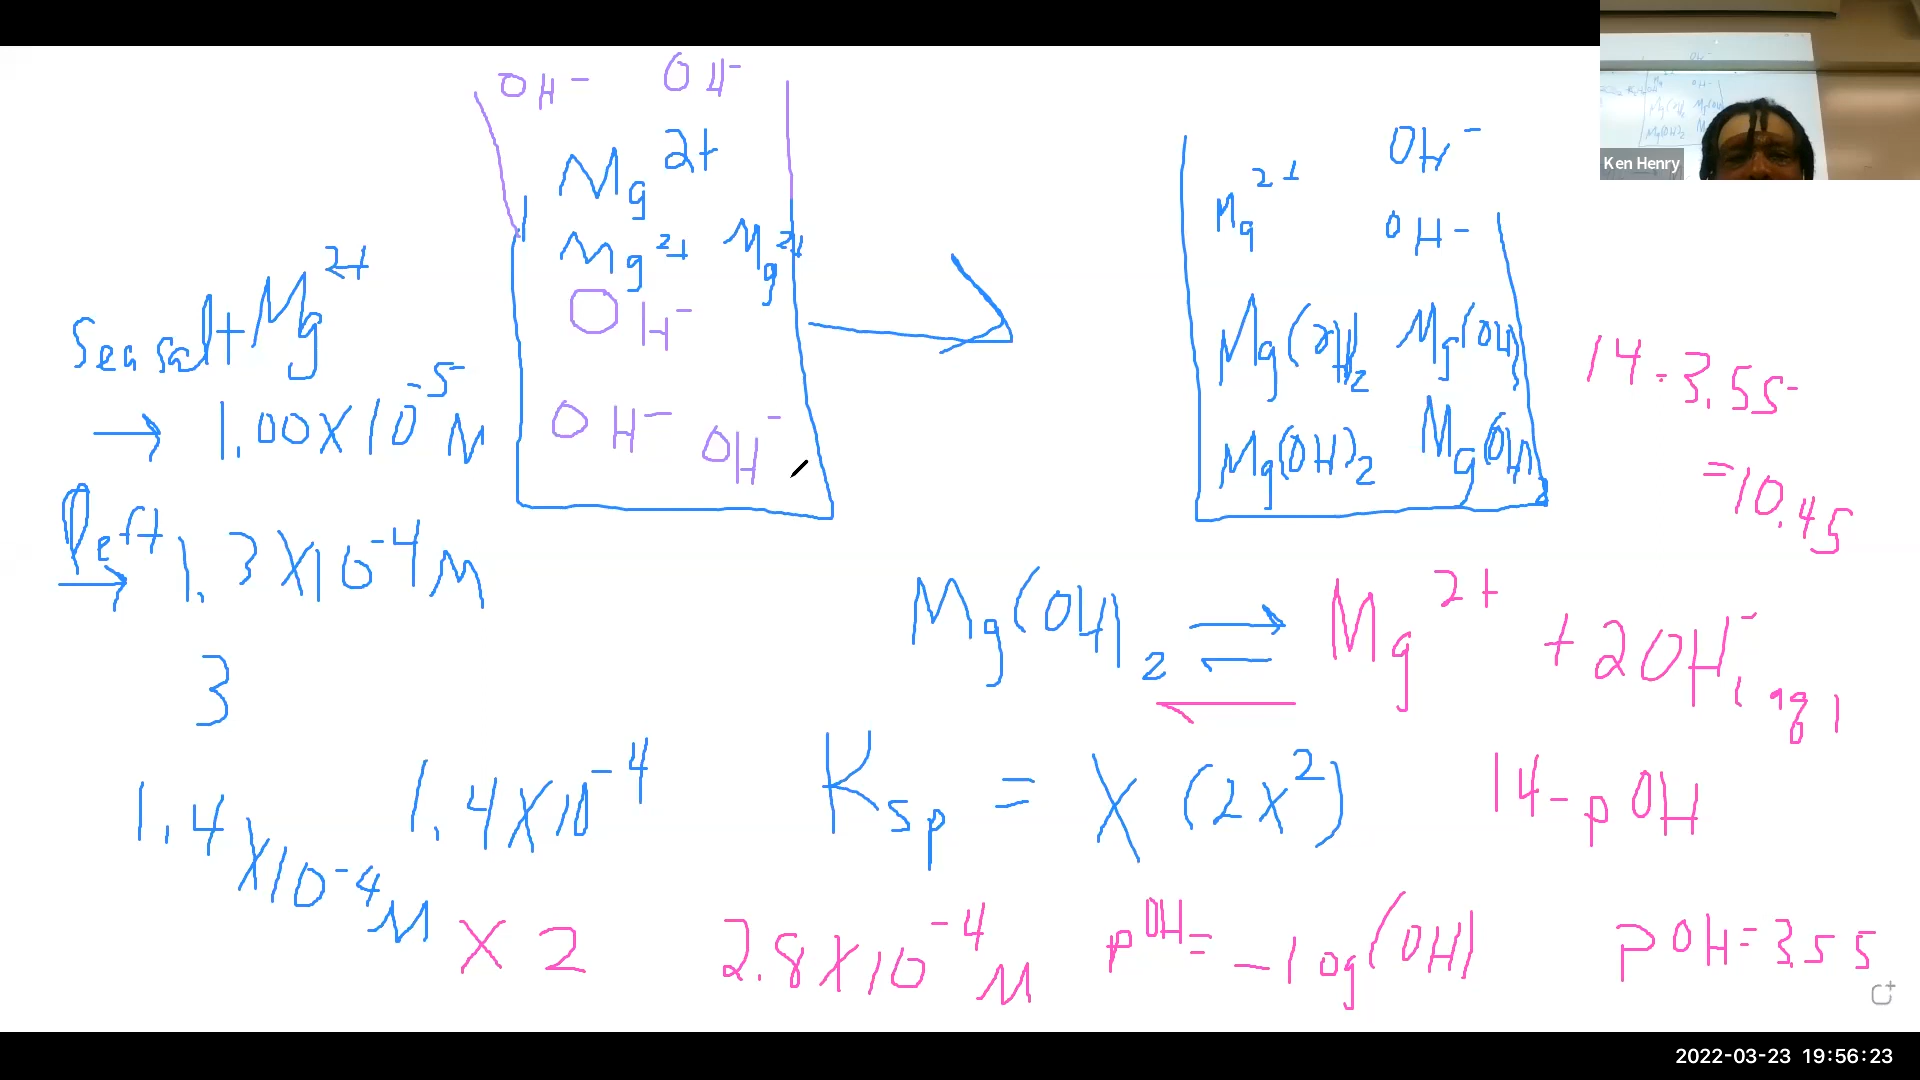 OH⁻ OH⁻
Mg²⁺
Mg²⁺ Mg²⁺
OH⁻
OH⁻ OH⁻
Sea salt Mg²⁺
→ 1.00 X 10⁻⁵ M
left
→ 1.3 X 10⁻⁴ M
3
1.4 X 10⁻⁴ M
1.4 X 10⁻⁴
X 2
2.8 X 10⁻⁴ M
OH⁻
Mg²⁺ OH⁻
Mg(OH)₂ Mg(OH)
Mg(OH)₂ Mg(OH)
14 - 3.55
= 10.45
Mg(OH)₂ ⇌ Mg²⁺ + 2OH⁻(aq)
Ksp = X (2X²)
14 - pOH
pOH = -log(OH)
pOH = 3.55
Ken Henry
2022-03-23 19:56:23